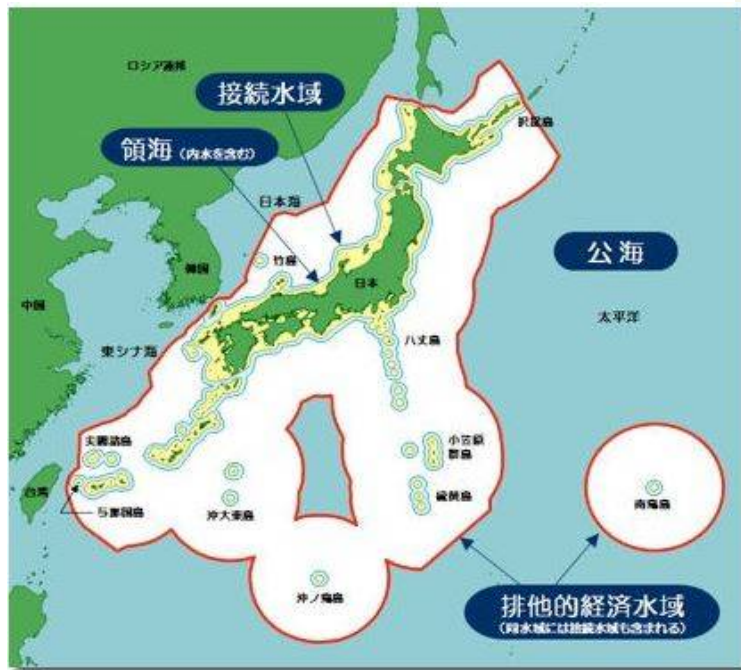 ロシア連邦
接続水域
領海 (内水を含む)
択捉島
日本海
竹島
韓国
日本
公海
中国
太平洋
東シナ海
八丈島
尖閣諸島
小笠原
群島
台湾
与那国島
沖大東島
硫黄島
南鳥島
沖ノ鳥島
排他的経済水域
(同水域には接続水域も含まれる)